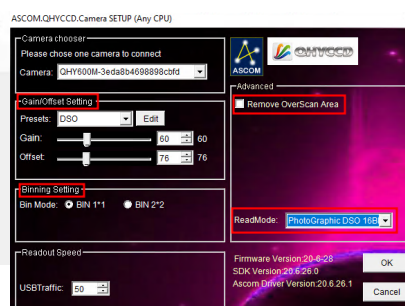 ASCOM.QHYCCD.Camera SETUP (Any CPU)
Camera chooser
Please chose one camera to connect
Camera: QHY600M-3eda8b4698898cbfd
ASCOM
QHYCCD
Gain/Offset Setting
Presets: DSO Edit
Gain: 60 60
Offset: 76 76
Binning Setting
Bin Mode: BIN 1*1 BIN 2*2
Readout Speed
USBTraffic: 50
Advanced
Remove OverScan Area
ReadMode: PhotoGraphic DSO 16B
Firmware Version:20-6-28
SDK Version:20.6.26.0
Ascom Driver Version:20.6.26.1
OK
Cancel